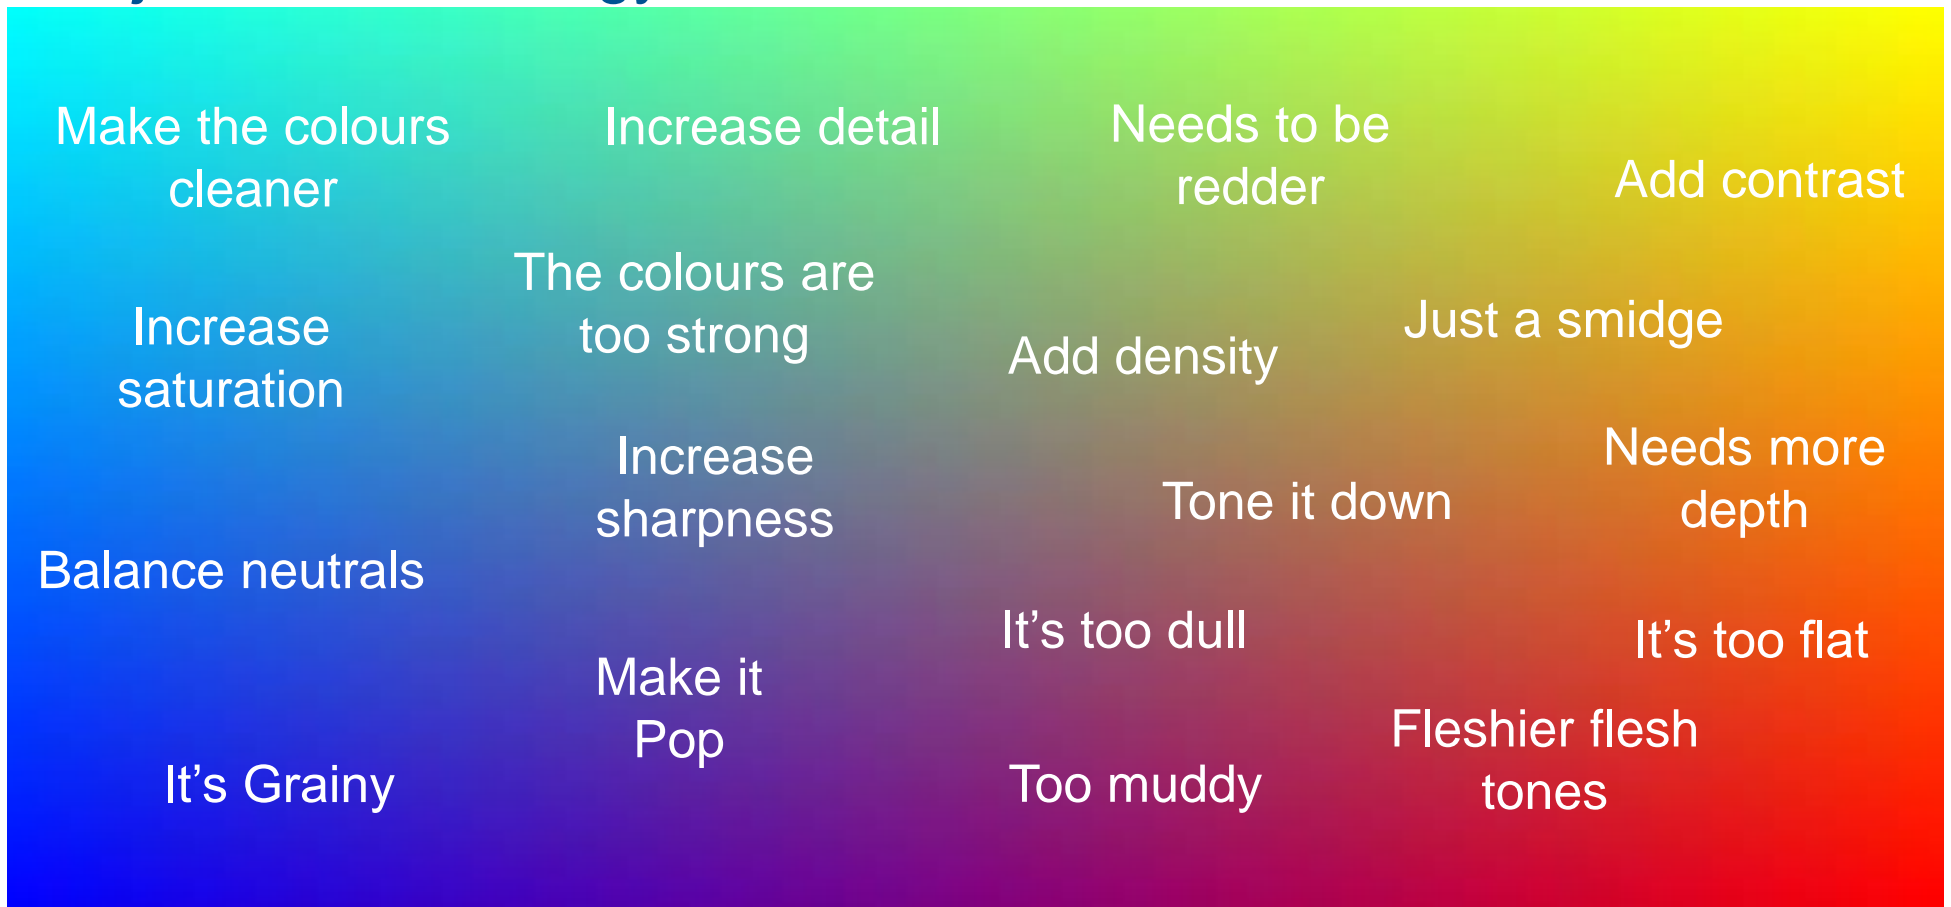 Make the colours
cleaner
Increase detail
Needs to be
redder
Add contrast
The colours are
too strong
Increase
saturation
Just a smidge
Add density
Increase
sharpness
Needs more
depth
Tone it down
Balance neutrals
It’s too dull
It’s too flat
Make it
Pop
Fleshier flesh
tones
It’s Grainy
Too muddy